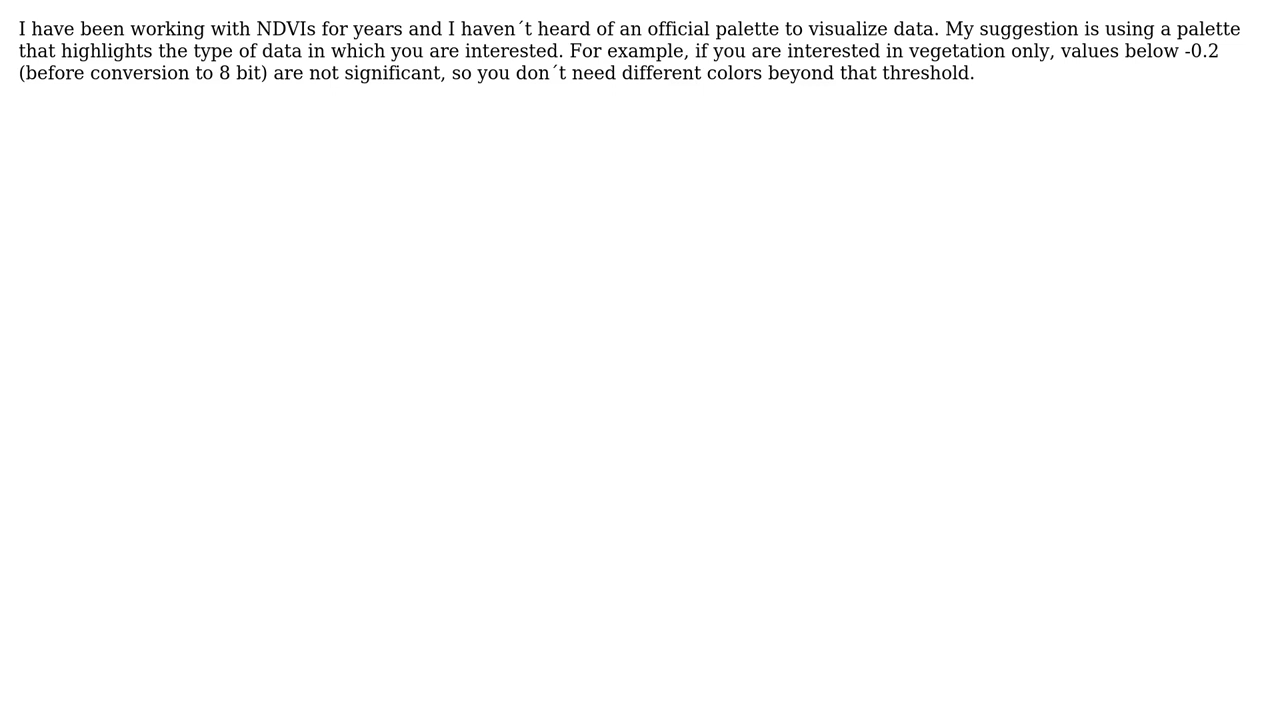 I have been working with NDVIs for years and I haven´t heard of an official palette to visualize data. My suggestion is using a palette
that highlights the type of data in which you are interested. For example, if you are interested in vegetation only, values below -0.2
(before conversion to 8 bit) are not significant, so you don´t need different colors beyond that threshold.